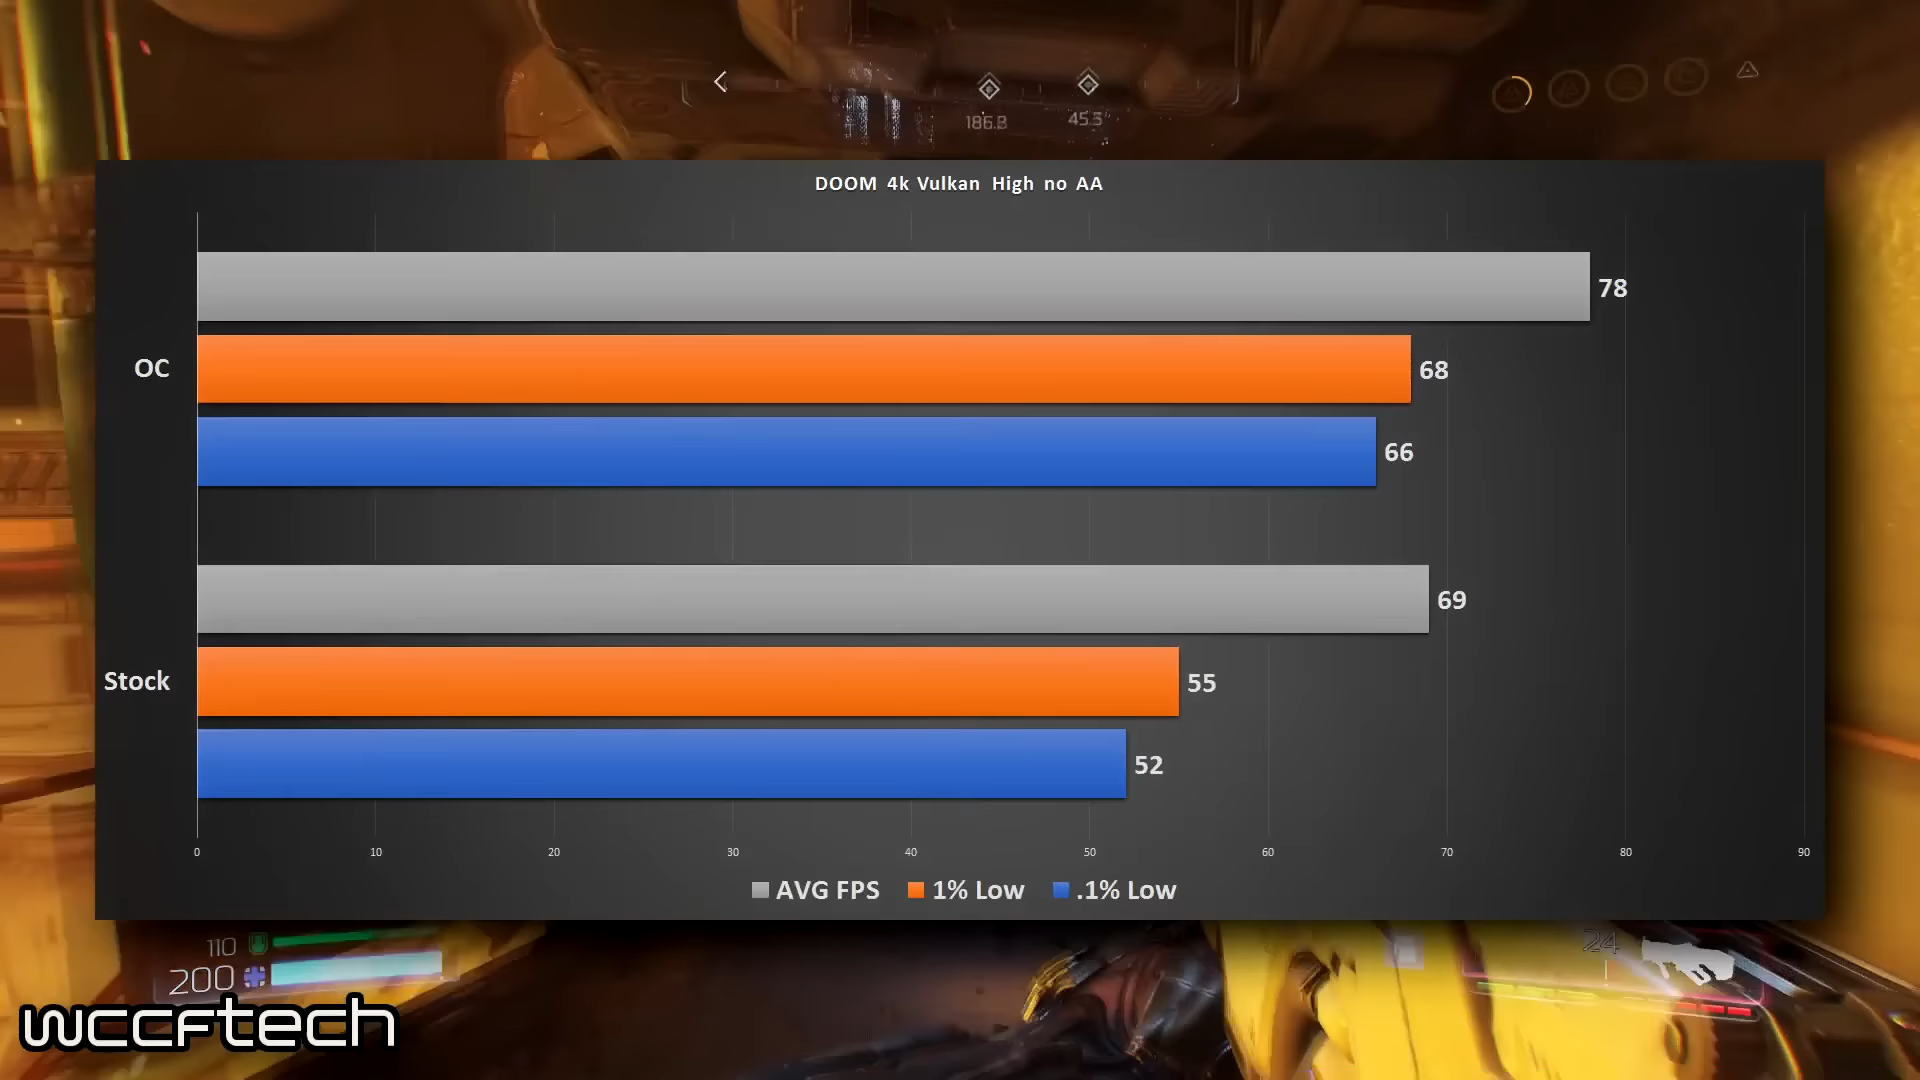 186.8 45.3
DOOM 4k Vulkan High no AA
78
OC
68
66
69
Stock
55
52
0 10 20 30 40 50 60 70 80 90
AVG FPS 1% Low .1% Low
110
200
24
wccftech